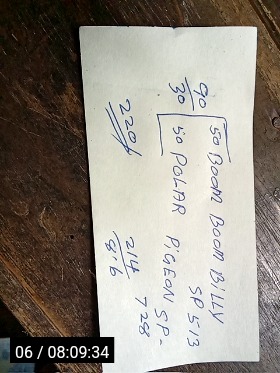 90 50 BOOM BOOM BILLY
SP 513
30 50 POLAR PIGEON SP-
728
220/
214
8.6
06 / 08:09:34